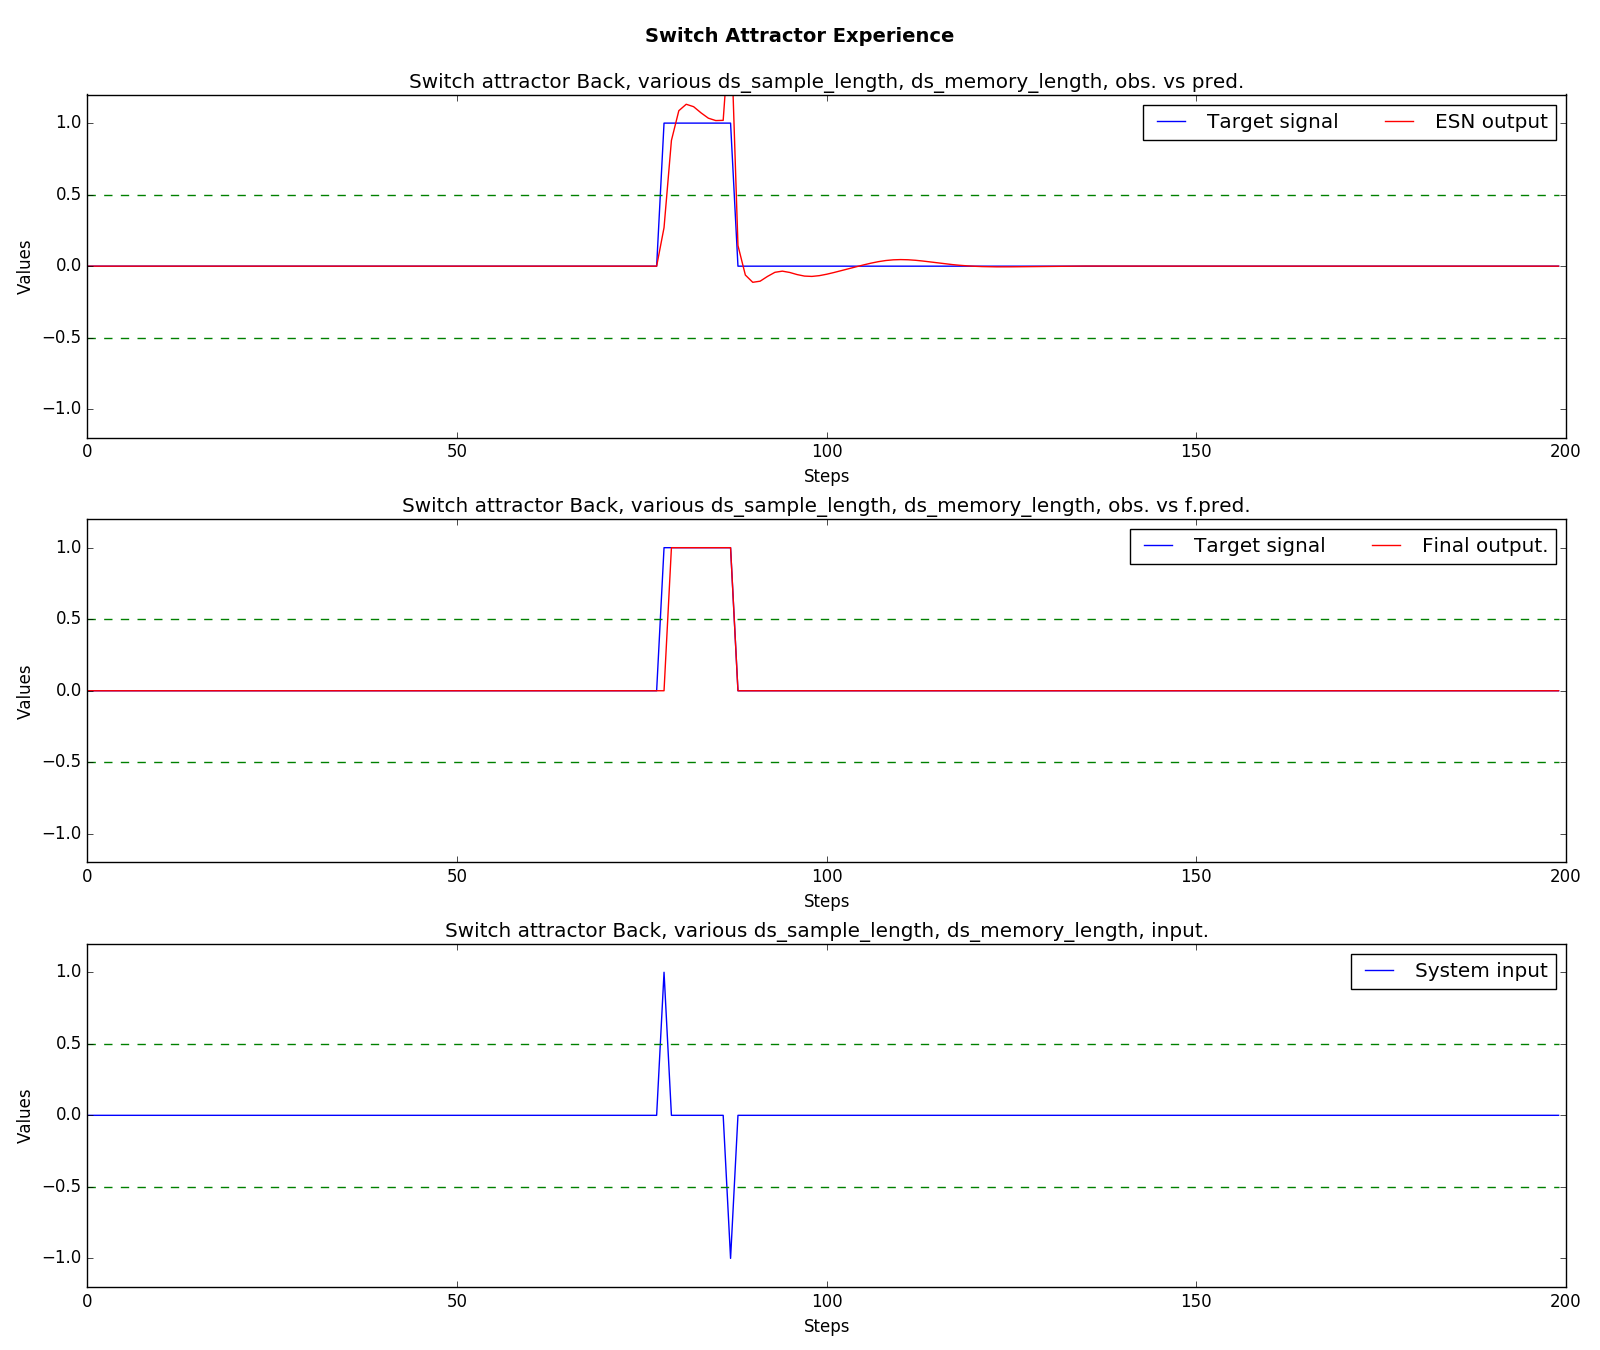 Switch Attractor Experience
Switch attractor Back, various ds_sample_length, ds_memory_length, obs. vs pred.
Target signal ESN output
1.0
0.5
0.0
−0.5
−1.0
Values
0 50 100 150 200
Steps
Switch attractor Back, various ds_sample_length, ds_memory_length, obs. vs f.pred.
Target signal Final output.
1.0
0.5
0.0
−0.5
−1.0
Values
0 50 100 150 200
Steps
Switch attractor Back, various ds_sample_length, ds_memory_length, input.
System input
1.0
0.5
0.0
−0.5
−1.0
Values
0 50 100 150 200
Steps